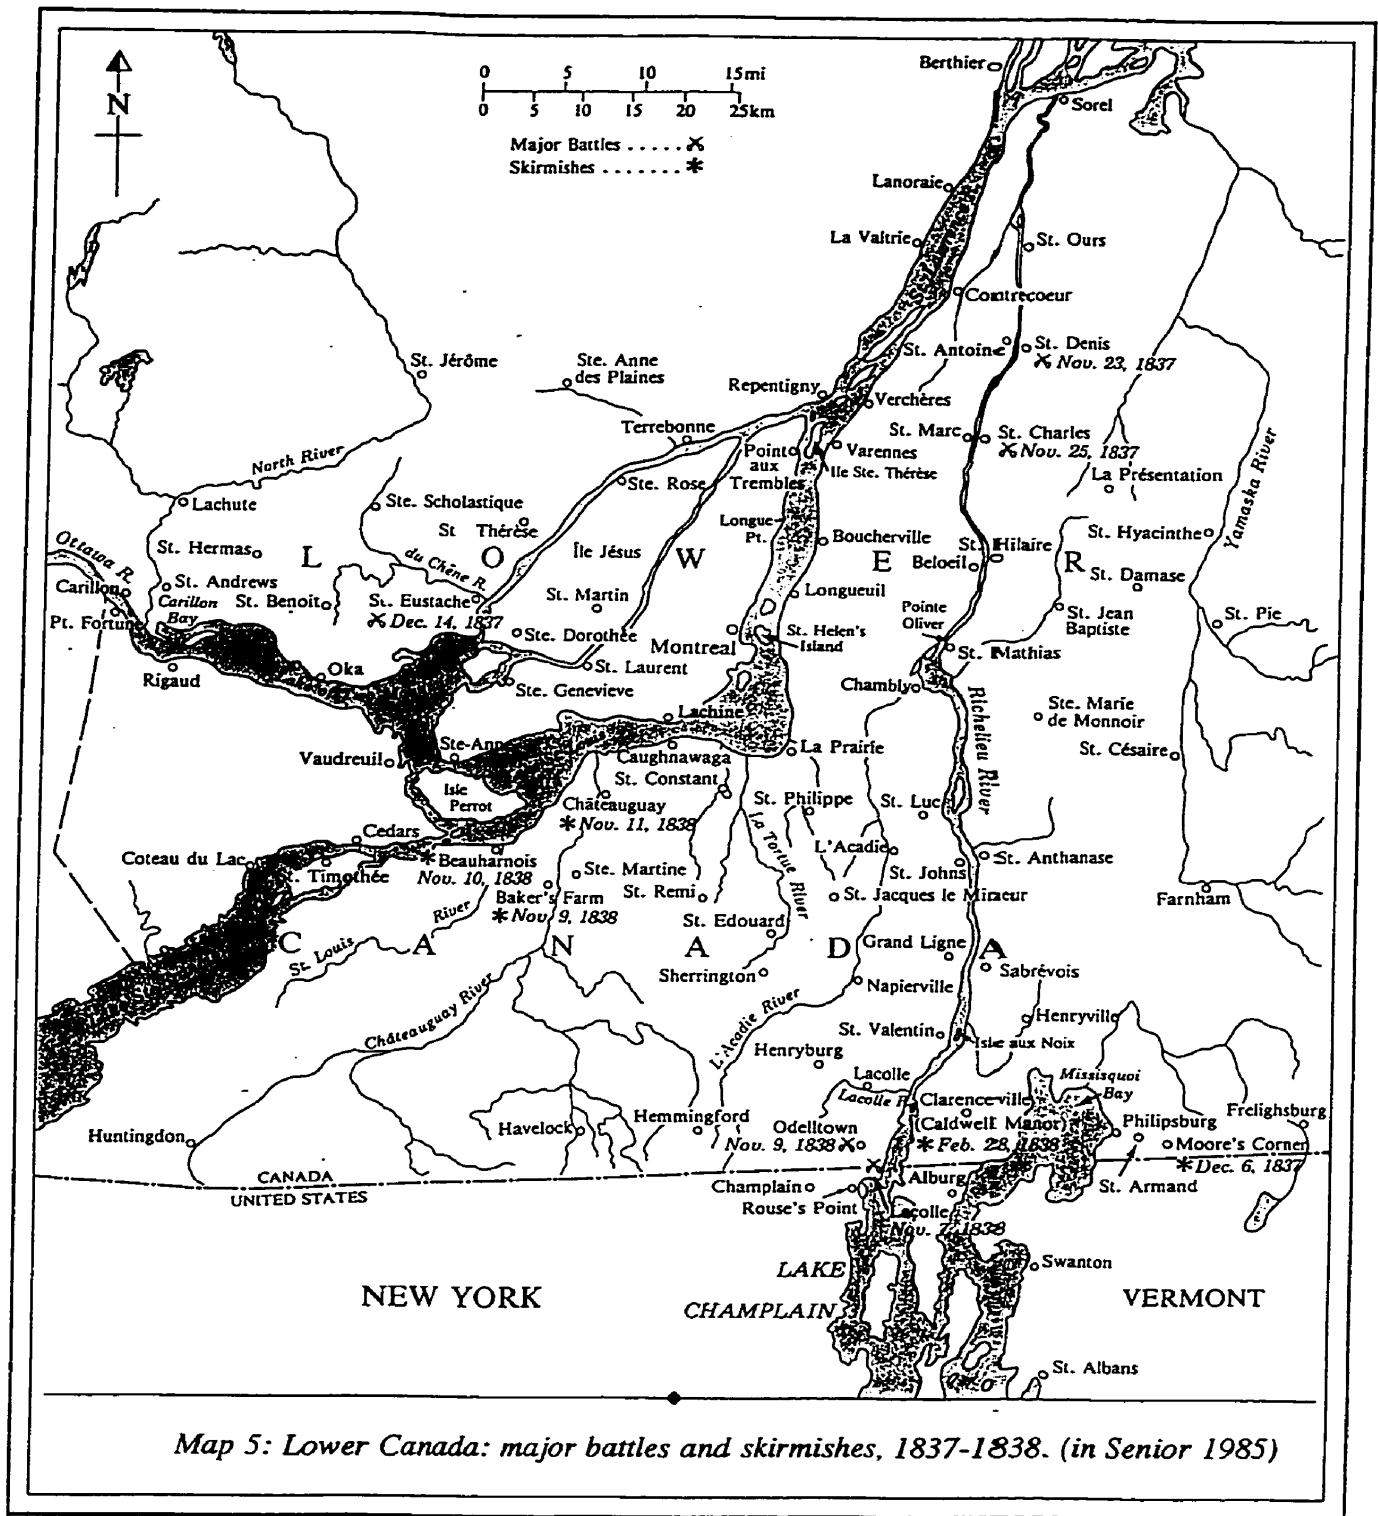 N
0 5 10 15mi
0 5 10 15 20 25km
Major Battles ..... ⚔
Skirmishes ....... *
Berthier
Sorel
Lanoraie
La Valtrie
St. Ours
Contrecoeur
St. Antoine
St. Denis
⚔ Nov. 23, 1837
St. Jérôme
Ste. Anne
des Plaines
Repentigny
Verchères
Terrebonne
St. Marc
St. Charles
⚔ Nov. 25, 1837
Point
aux
Trembles
Varennes
Ile Ste. Thérèse
La Présentation
North River
Yamaska River
Lachute
Ste. Scholastique
Ste. Rose
St Thérèse
Longue
Pt.
Boucherville
St. Hilaire
Beloeil
St. Hyacinthe
Ottawa R.
St. Hermas
L O W E R
du Chêne R.
Île Jésus
St. Damase
Carillon
St. Andrews
Carillon
Bay
St. Benoit
St. Eustache
⚔ Dec. 14, 1837
St. Martin
Longueuil
Pointe
Oliver
St. Jean
Baptiste
St. Pie
Pt. Fortune
Ste. Dorothée
Montreal
St. Helen's
Island
St. Mathias
Rigaud
Oka
St. Laurent
Ste. Genevieve
Chambly
Richelieu River
Lachine
Ste. Marie
de Monnoir
St. Césaire
Vaudreuil
Ste-Anne
Caughnawaga
La Prairie
Isle
Perrot
St. Constant
Châteauguay
* Nov. 11, 1838
St. Philippe
St. Luc
La Tortue River
Cedars
Coteau du Lac
St. Timothée
Beauharnois
* Nov. 10, 1838
L'Acadie
St. Anthanase
Ste. Martine
St. Johns
Baker's Farm
* Nov. 9, 1838
St. Remi
St. Jacques le Mineur
Farnham
St. Louis River
St. Edouard
C A N A D A
Grand Ligne
Sherrington
Sabrévois
Napierville
Châteauguay River
L'Acadie River
St. Valentin
Henryville
Isle aux Noix
Henryburg
Lacolle
Lacolle R.
Missisquoi
Bay
Clarenceville
(Caldwell Manor)
* Feb. 28, 1838
Huntingdon
Havelock
Hemmingford
Odelltown
Nov. 9, 1838 ⚔
Philipsburg
Frelighsburg
Moore's Corner
* Dec. 6, 1837
St. Armand
CANADA
UNITED STATES
Champlain
Rouse's Point
Alburg
Lacolle
Nov. 7, 1838
LAKE
CHAMPLAIN
Swanton
NEW YORK
VERMONT
St. Albans
Map 5: Lower Canada: major battles and skirmishes, 1837-1838. (in Senior 1985)